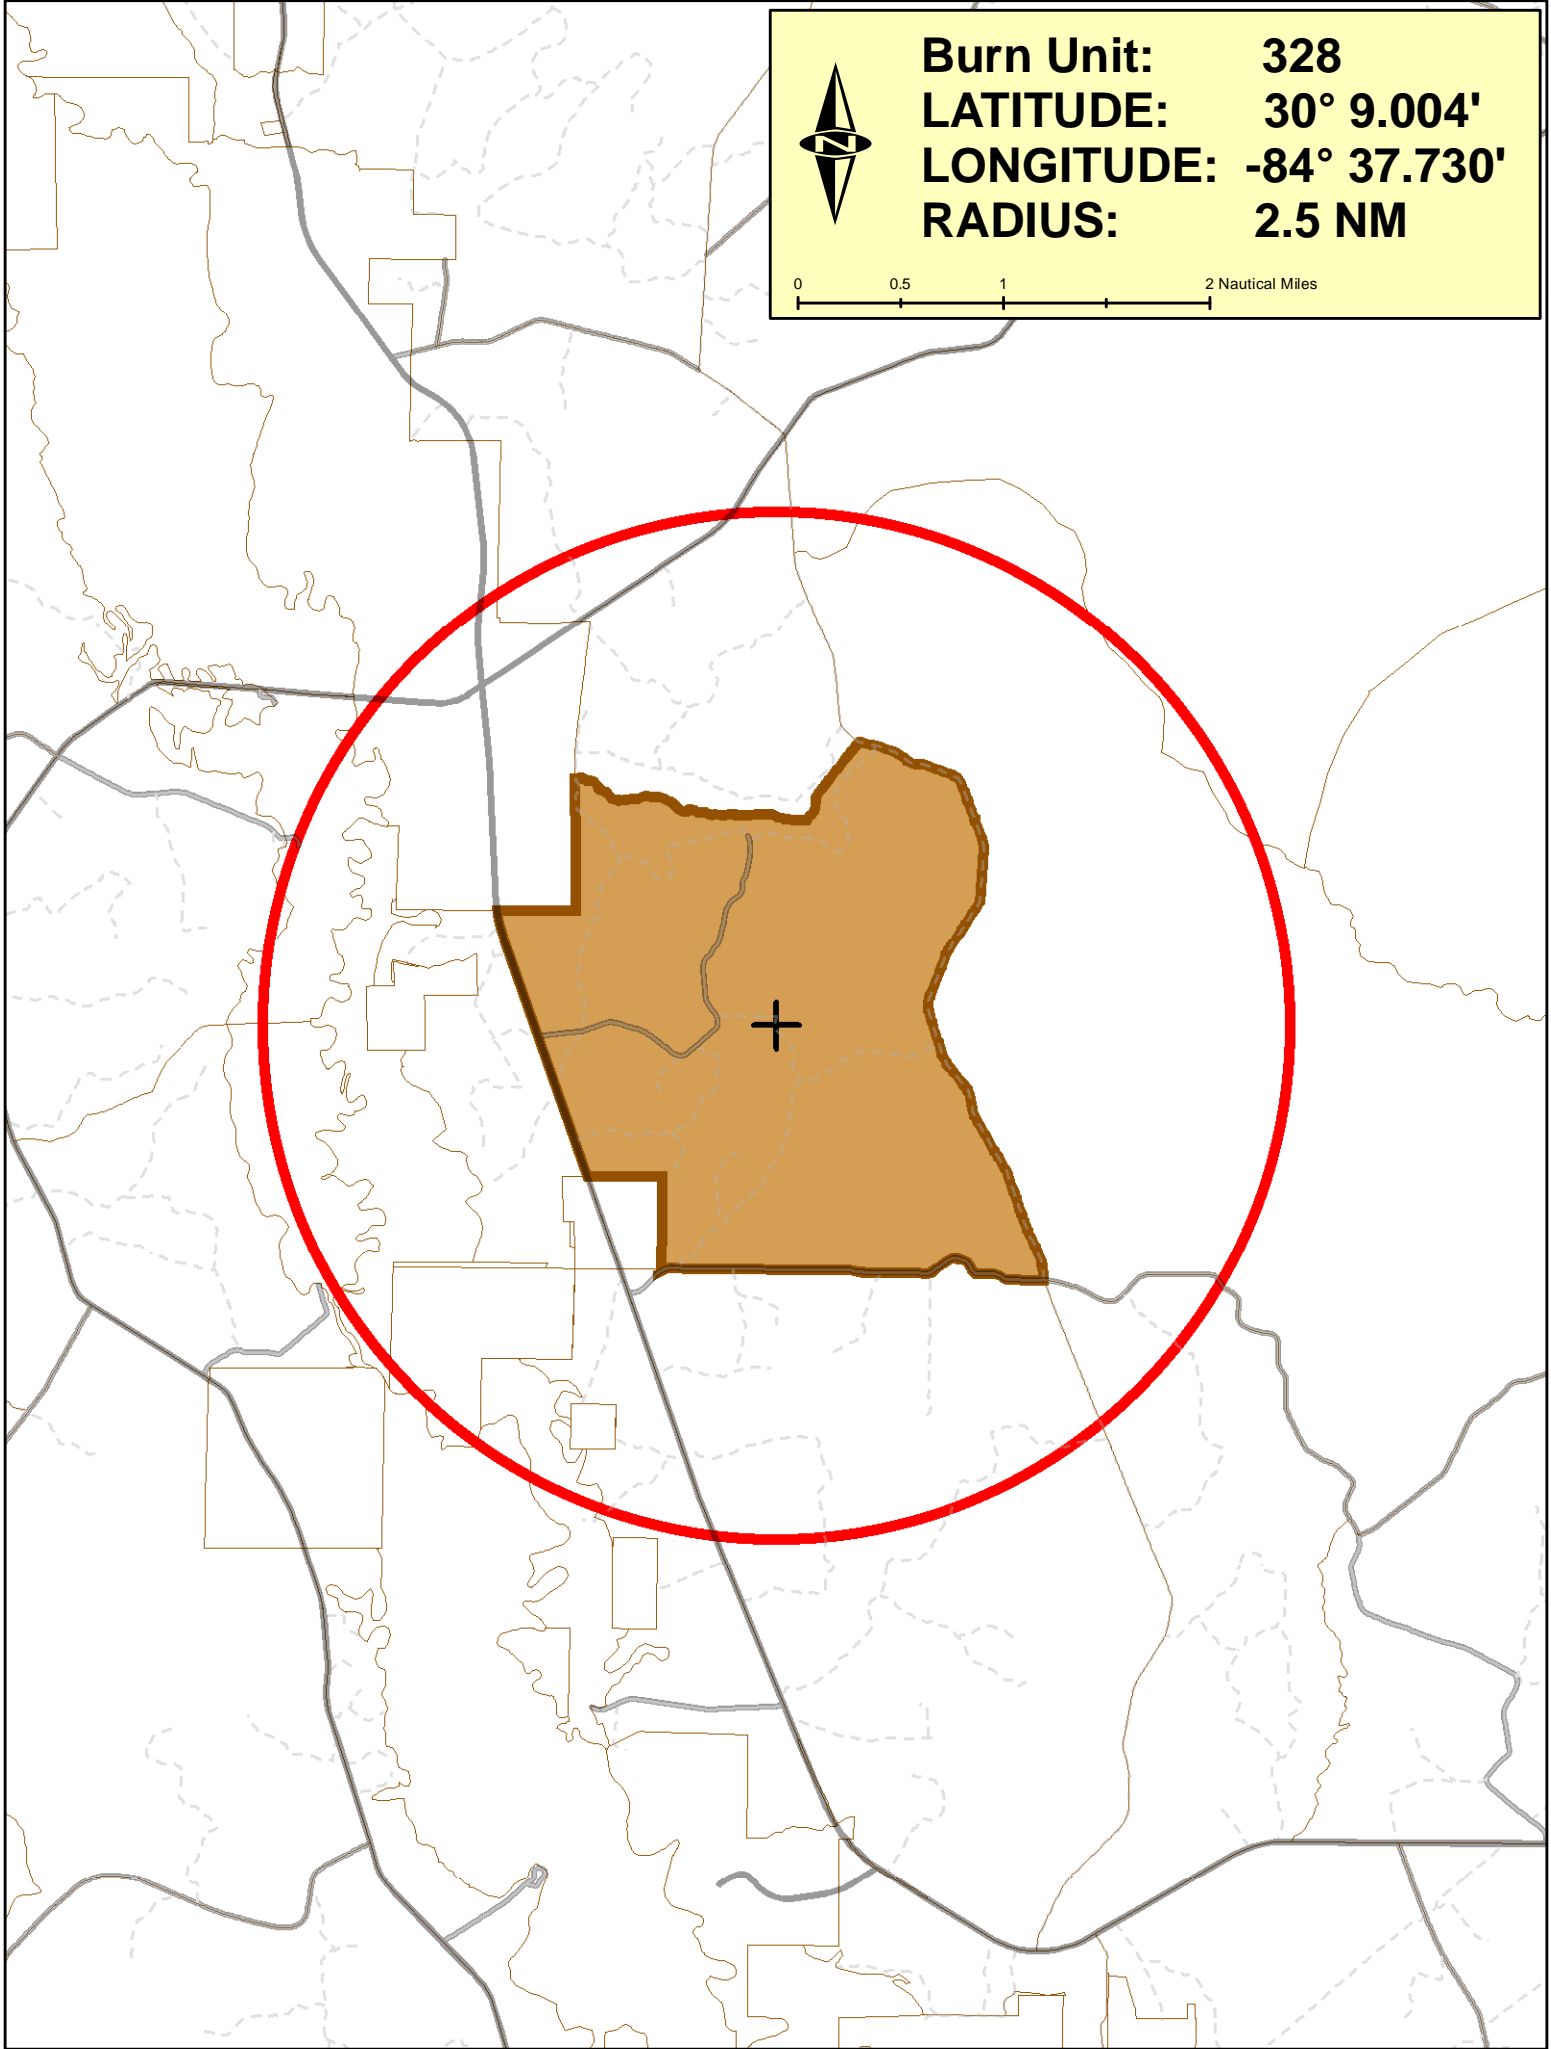 Burn Unit: 328
LATITUDE: 30° 9.004'
LONGITUDE: -84° 37.730'
RADIUS: 2.5 NM
N
0 0.5 1 2 Nautical Miles